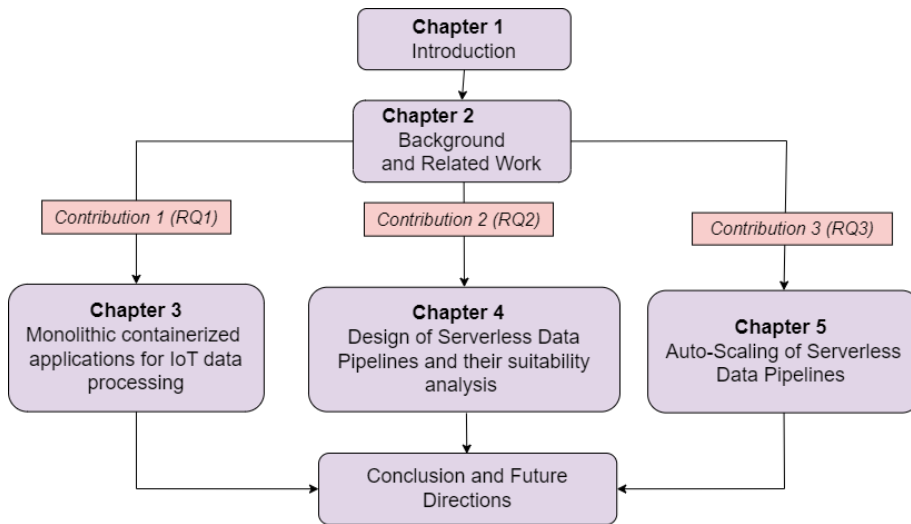 Chapter 1
Introduction
Chapter 2
Background
and Related Work
Contribution 1 (RQ1)
Contribution 2 (RQ2)
Contribution 3 (RQ3)
Chapter 3
Monolithic containerized
applications for IoT data
processing
Chapter 4
Design of Serverless Data
Pipelines and their suitability
analysis
Chapter 5
Auto-Scaling of Serverless
Data Pipelines
Conclusion and Future
Directions